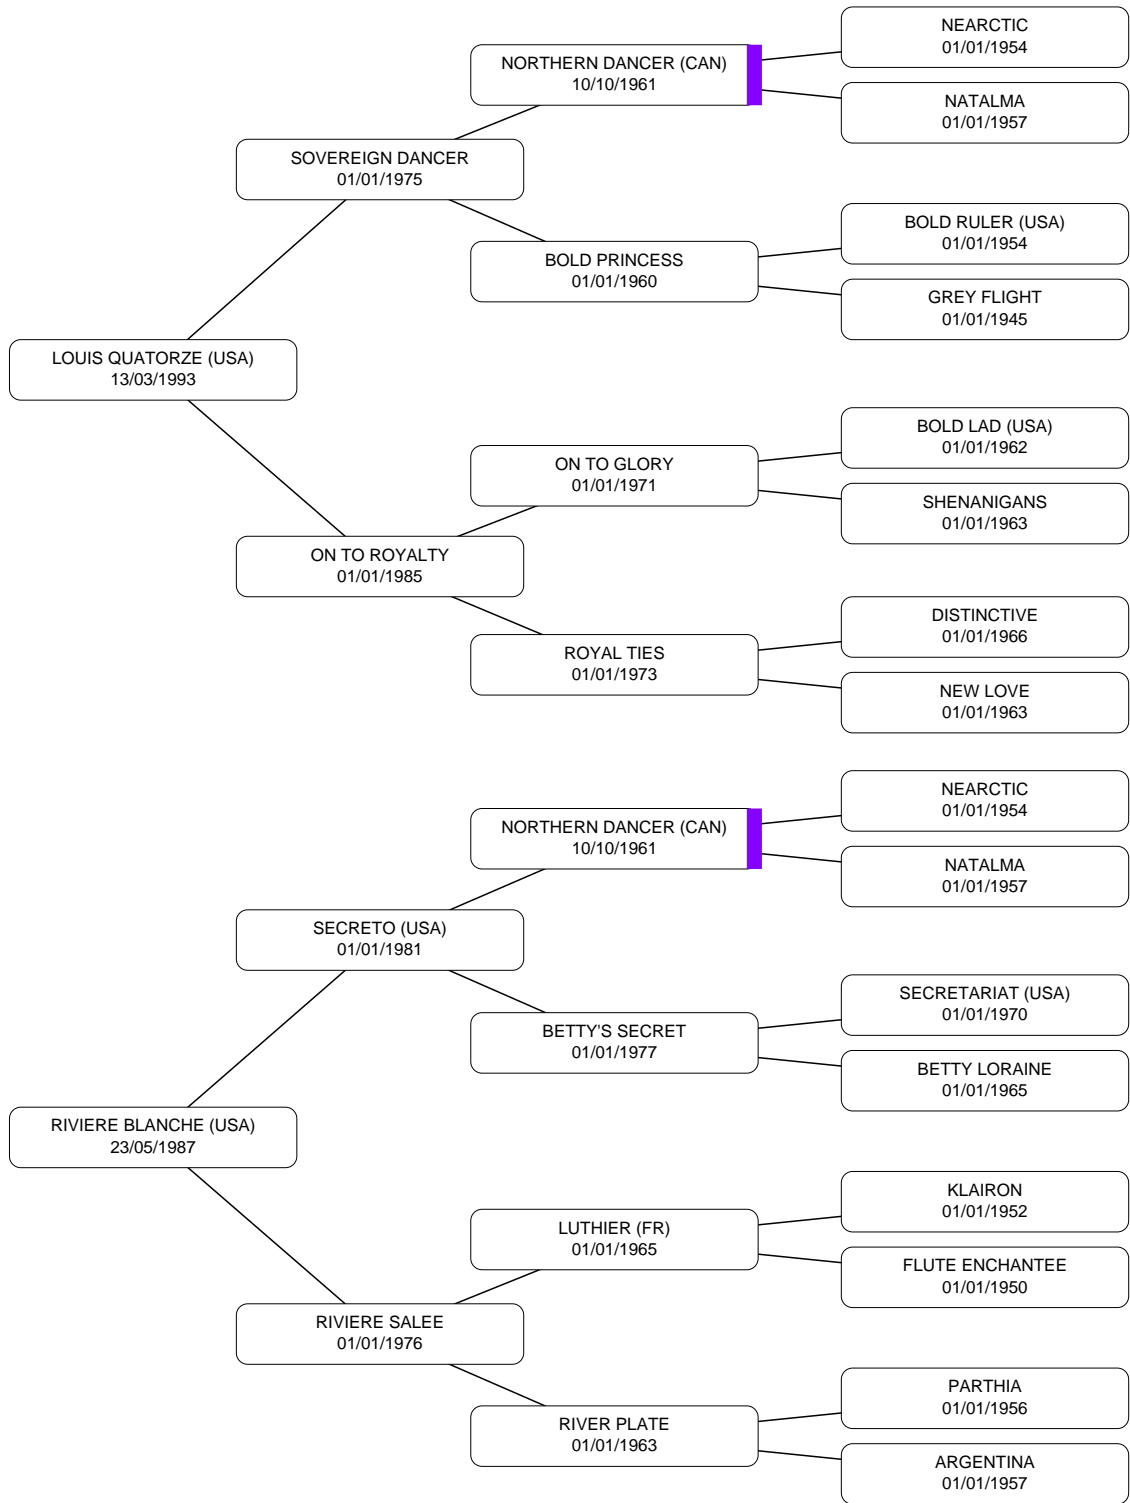 NEARCTIC
01/01/1954
NORTHERN DANCER (CAN)
10/10/1961
NATALMA
01/01/1957
SOVEREIGN DANCER
01/01/1975
BOLD RULER (USA)
01/01/1954
BOLD PRINCESS
01/01/1960
GREY FLIGHT
01/01/1945
LOUIS QUATORZE (USA)
13/03/1993
BOLD LAD (USA)
01/01/1962
ON TO GLORY
01/01/1971
SHENANIGANS
01/01/1963
ON TO ROYALTY
01/01/1985
DISTINCTIVE
01/01/1966
ROYAL TIES
01/01/1973
NEW LOVE
01/01/1963
NEARCTIC
01/01/1954
NORTHERN DANCER (CAN)
10/10/1961
NATALMA
01/01/1957
SECRETO (USA)
01/01/1981
SECRETARIAT (USA)
01/01/1970
BETTY'S SECRET
01/01/1977
BETTY LORAINE
01/01/1965
RIVIERE BLANCHE (USA)
23/05/1987
KLAIRON
01/01/1952
LUTHIER (FR)
01/01/1965
FLUTE ENCHANTEE
01/01/1950
RIVIERE SALEE
01/01/1976
PARTHIA
01/01/1956
RIVER PLATE
01/01/1963
ARGENTINA
01/01/1957